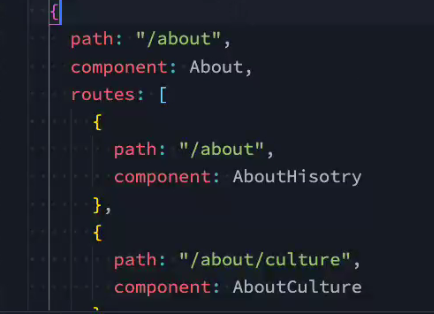 {
path: "/about",
component: About,
routes: [
{
path: "/about",
component: AboutHisotry
},
{
path: "/about/culture",
component: AboutCulture
}